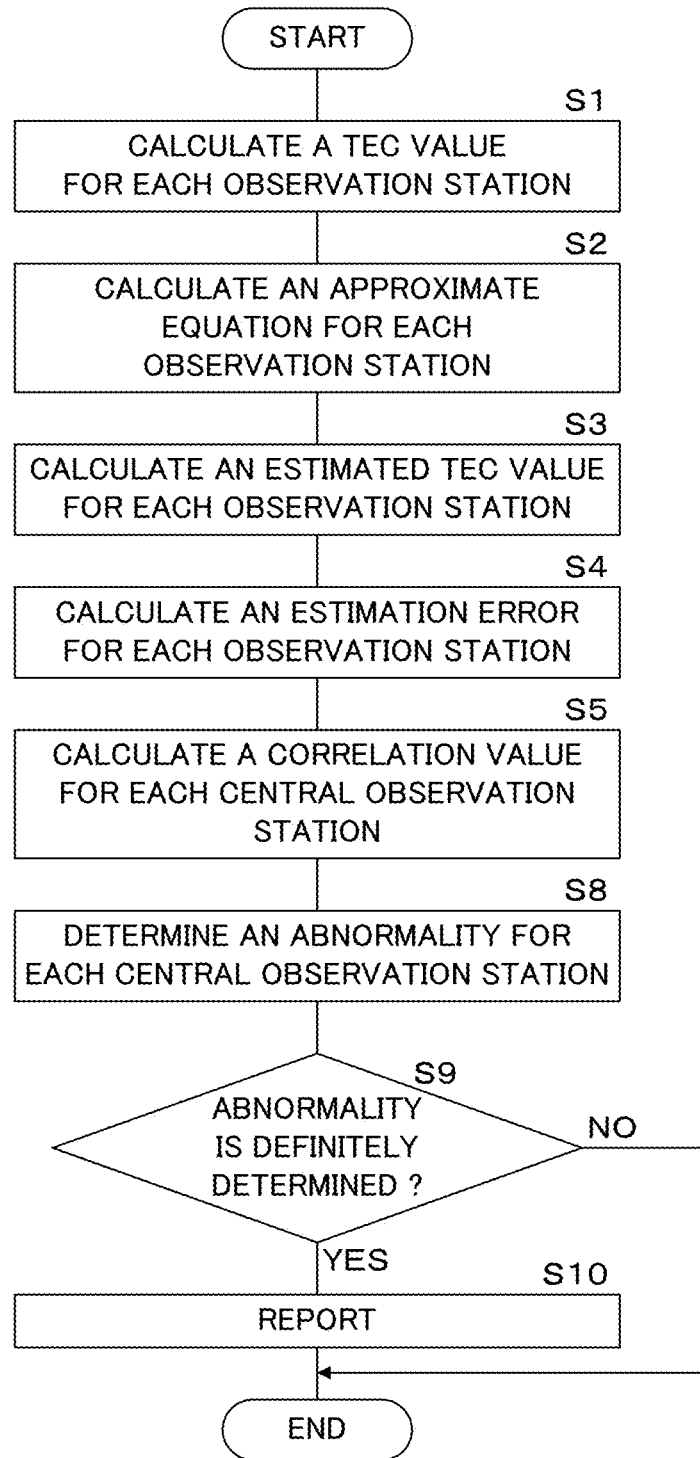 START
S1
CALCULATE A TEC VALUE
FOR EACH OBSERVATION STATION
S2
CALCULATE AN APPROXIMATE
EQUATION FOR EACH
OBSERVATION STATION
S3
CALCULATE AN ESTIMATED TEC VALUE
FOR EACH OBSERVATION STATION
S4
CALCULATE AN ESTIMATION ERROR
FOR EACH OBSERVATION STATION
S5
CALCULATE A CORRELATION VALUE
FOR EACH CENTRAL OBSERVATION
STATION
S8
DETERMINE AN ABNORMALITY FOR
EACH CENTRAL OBSERVATION STATION
S9
ABNORMALITY
IS DEFINITELY
DETERMINED ?
NO
YES
S10
REPORT
END